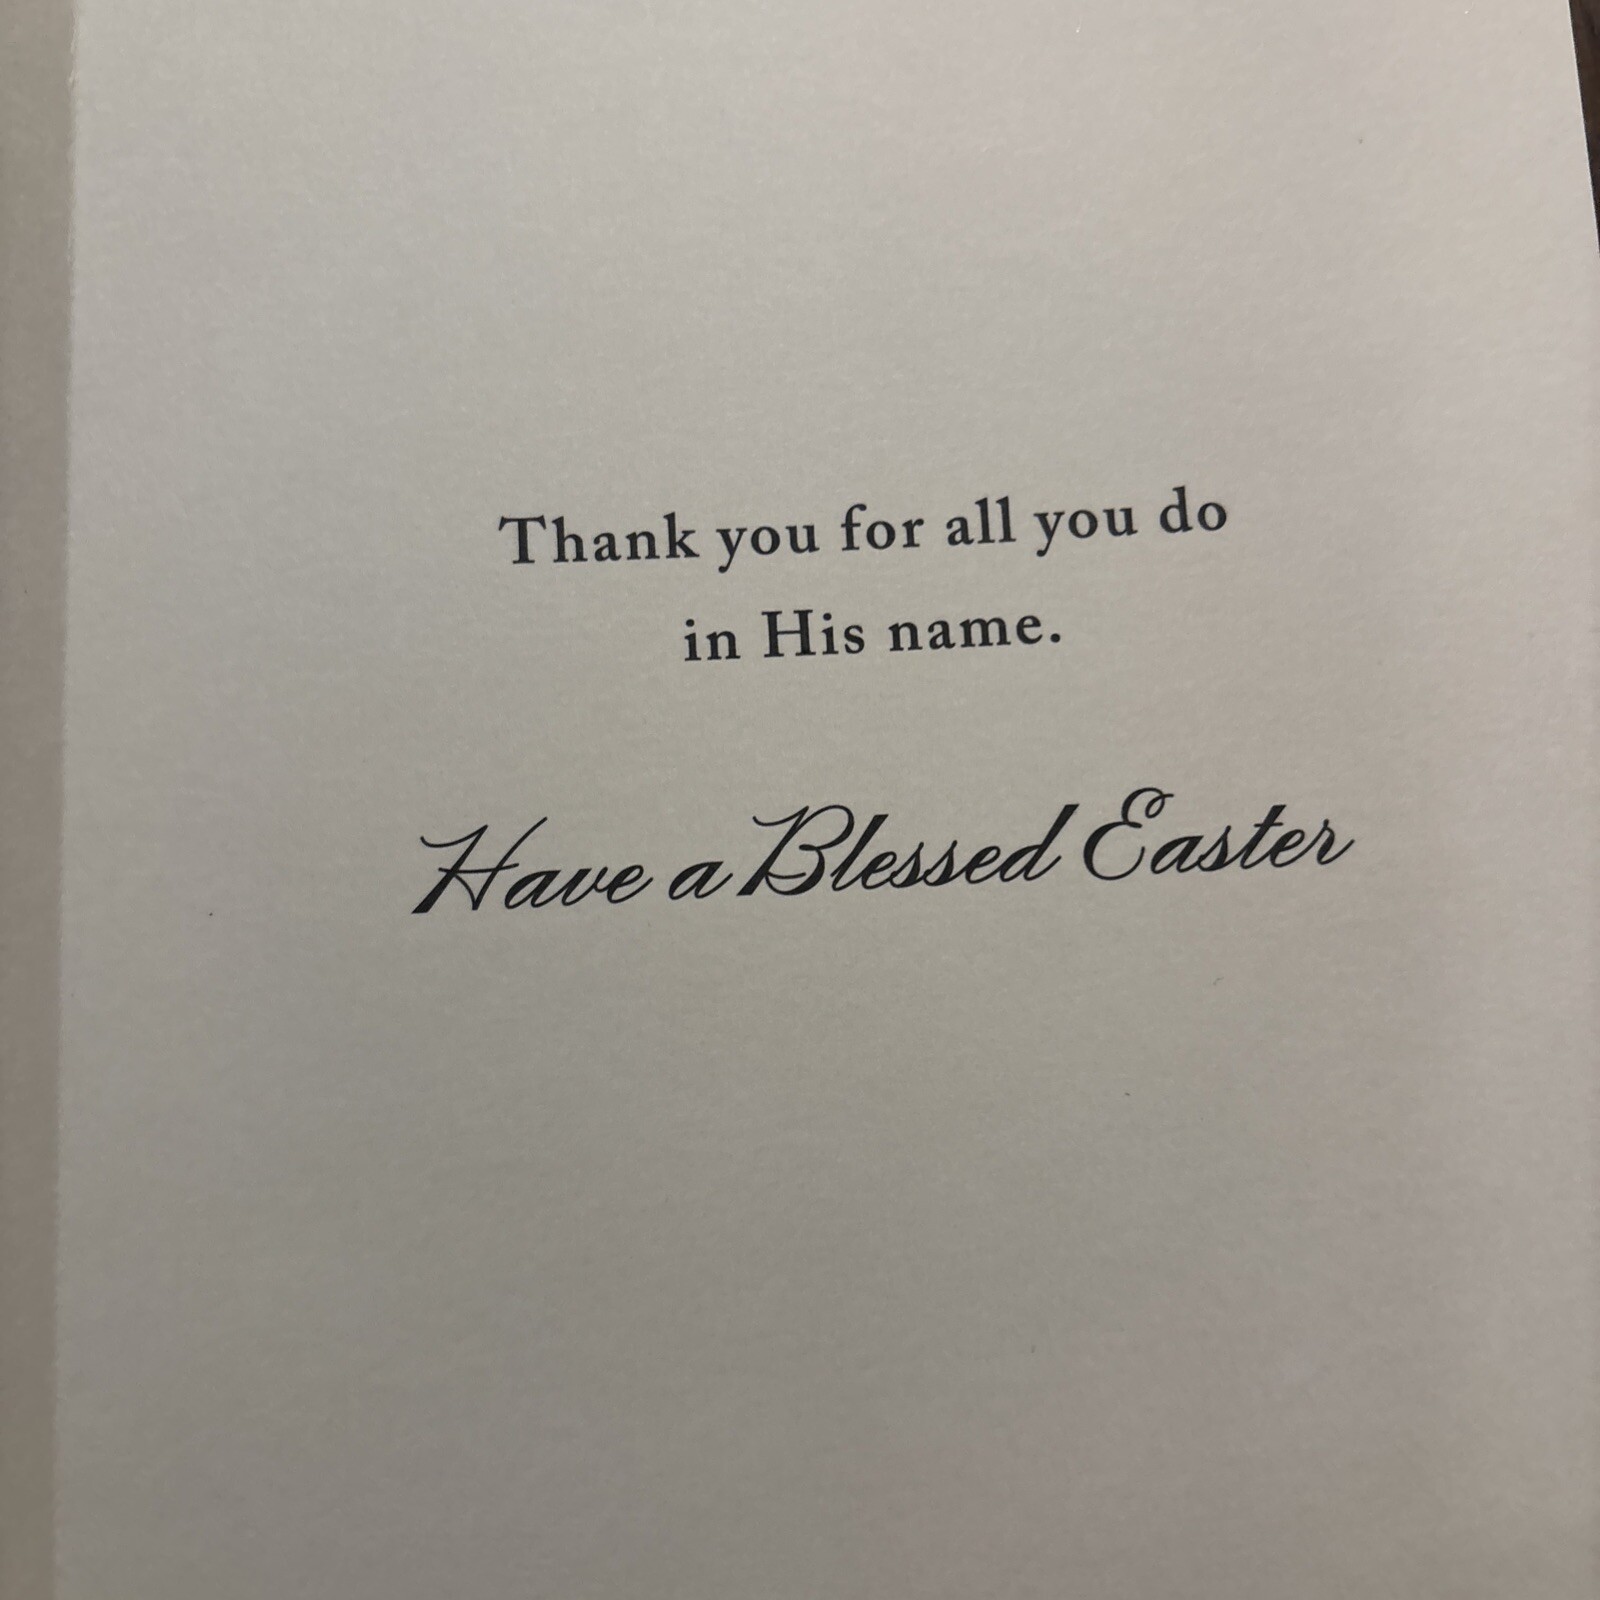 Thank you for all you do
in His name.
Have a Blessed Easter